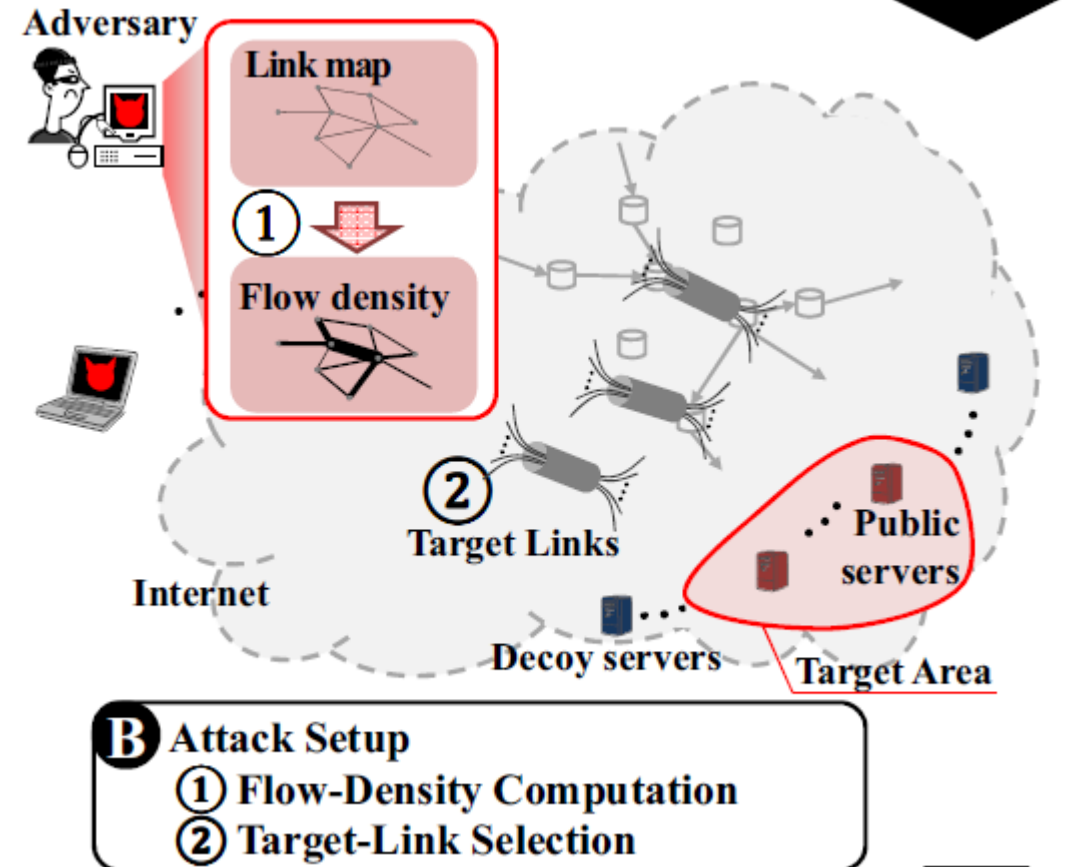 Adversary
Link map
①
Flow density
②
Target Links
Public
servers
Internet
Decoy servers
Target Area
B Attack Setup
① Flow-Density Computation
② Target-Link Selection